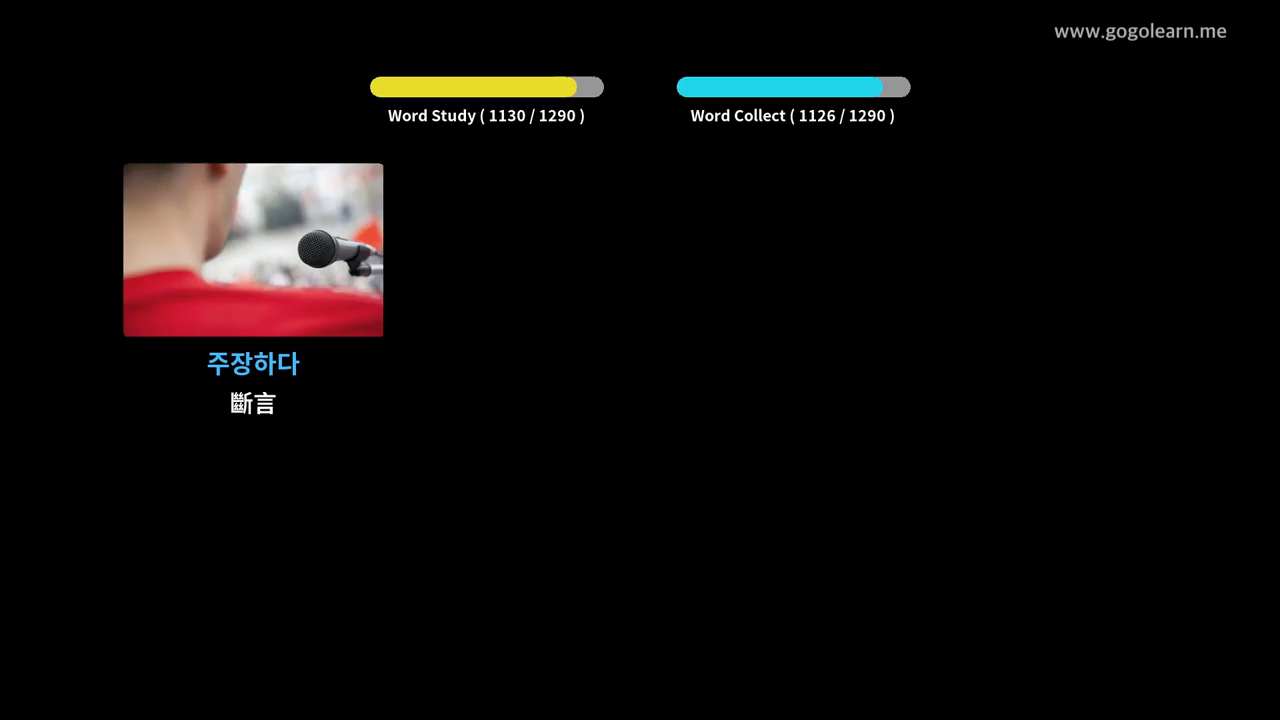 www.gogolearn.me
Word Study ( 1130 / 1290 )
Word Collect ( 1126 / 1290 )
주장하다
斷言